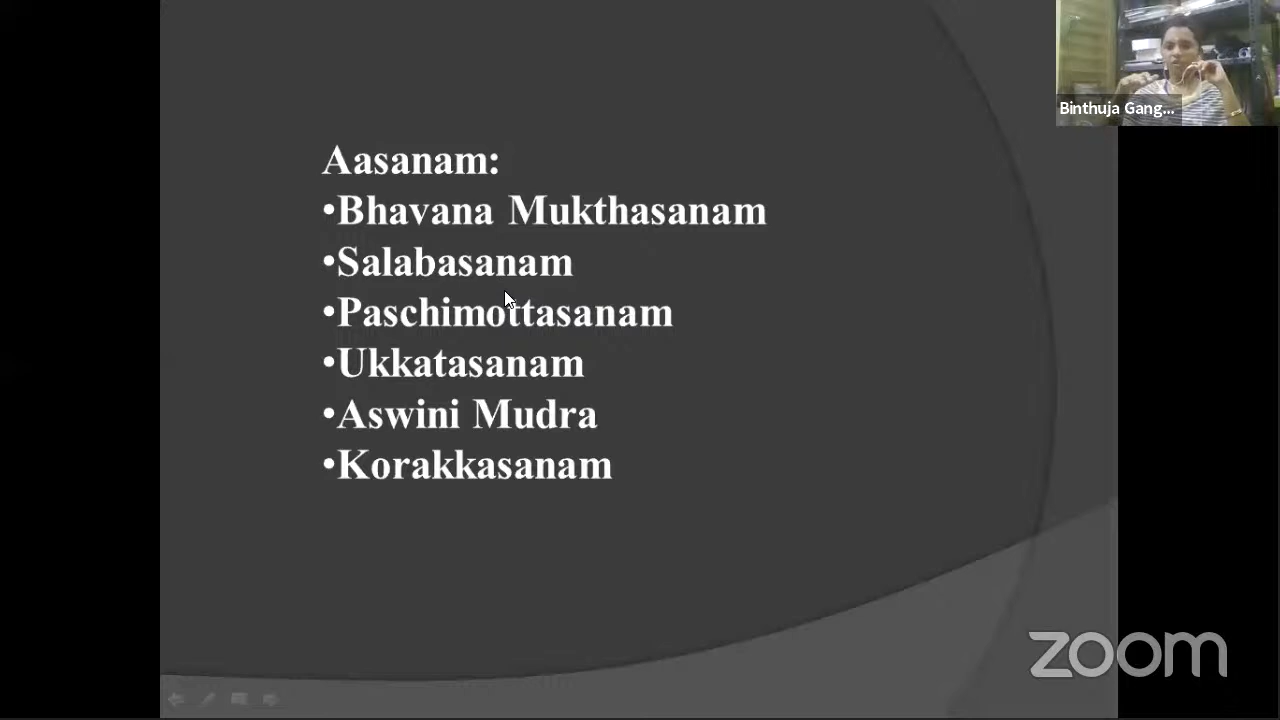 Binthuja Gang...
Aasanam:
•Bhavana Mukthasanam
•Salabasanam
•Paschimottasanam
•Ukkatasanam
•Aswini Mudra
•Korakkasanam
zoom